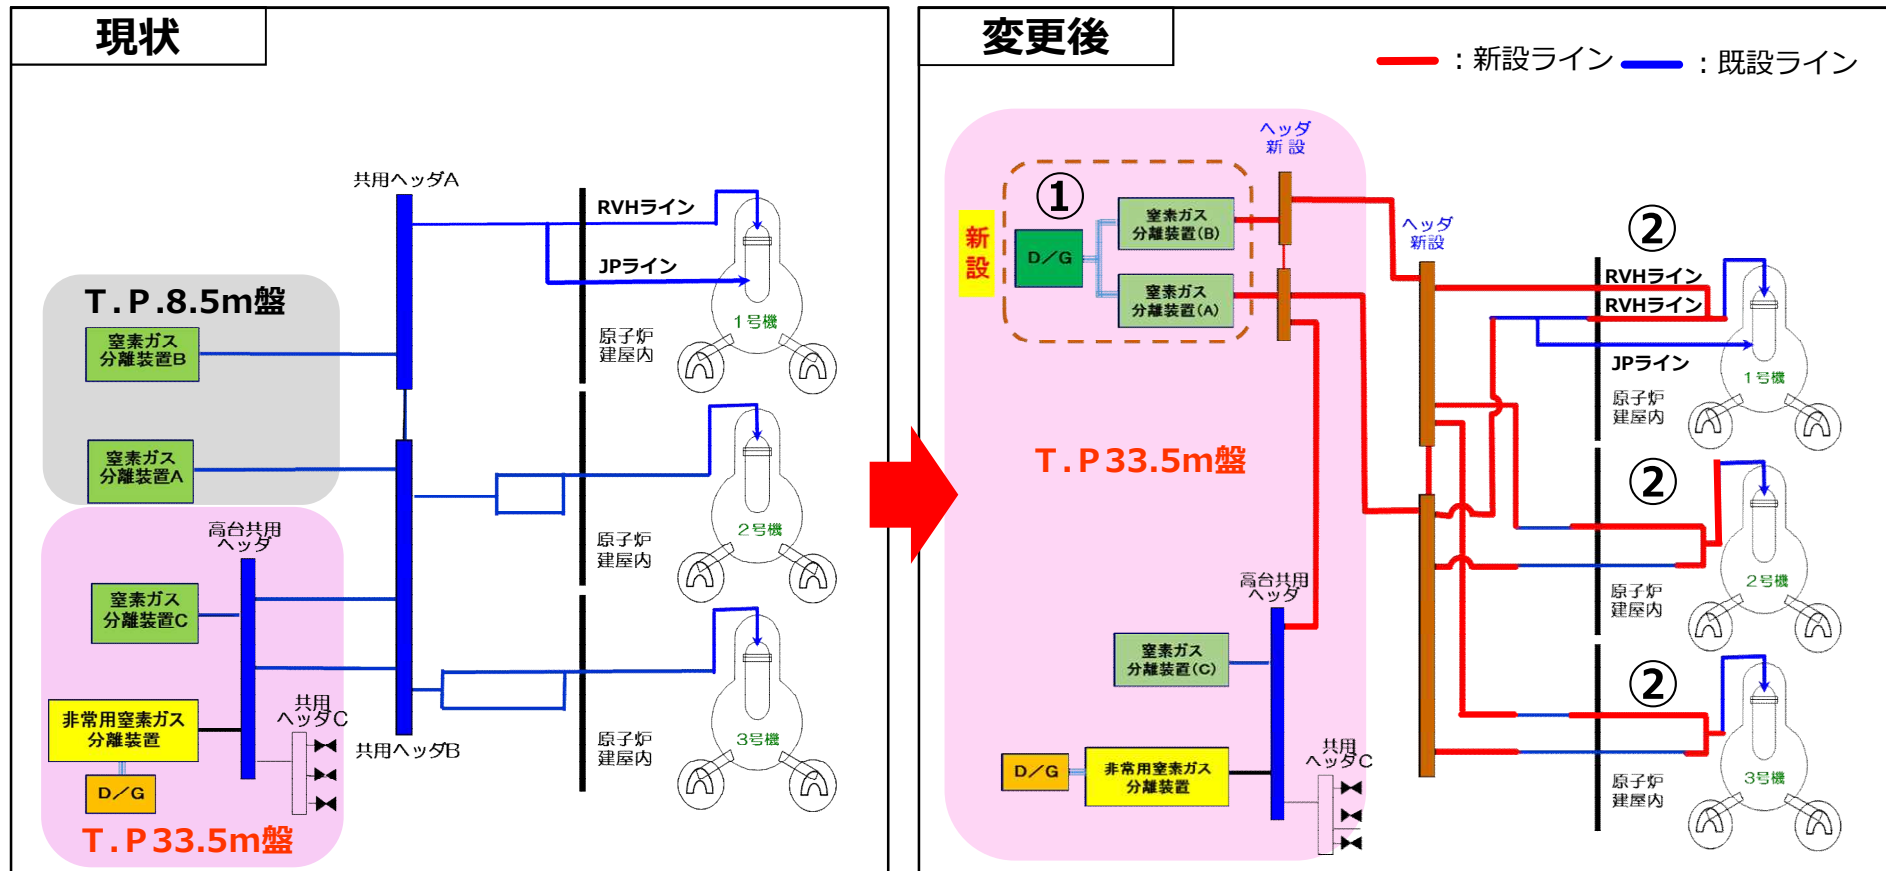 現状
共用ヘッダA
RVHライン
JPライン
1号機
原子炉
建屋内
T.P.8.5m盤
窒素ガス
分離装置B
窒素ガス
分離装置A
2号機
原子炉
建屋内
高台共用
ヘッダ
窒素ガス
分離装置C
非常用窒素ガス
分離装置
D/G
共用
ヘッダC
共用ヘッダB
3号機
原子炉
建屋内
T.P33.5m盤
変更後
：新設ライン
：既設ライン
ヘッダ
新設
①
新
設
D/G
窒素ガス
分離装置(B)
窒素ガス
分離装置(A)
ヘッダ
新設
②
RVHライン
RVHライン
JPライン
1号機
原子炉
建屋内
T.P33.5m盤
②
2号機
原子炉
建屋内
高台共用
ヘッダ
窒素ガス
分離装置(C)
D/G
非常用窒素ガス
分離装置
共用
ヘッダC
②
3号機
原子炉
建屋内